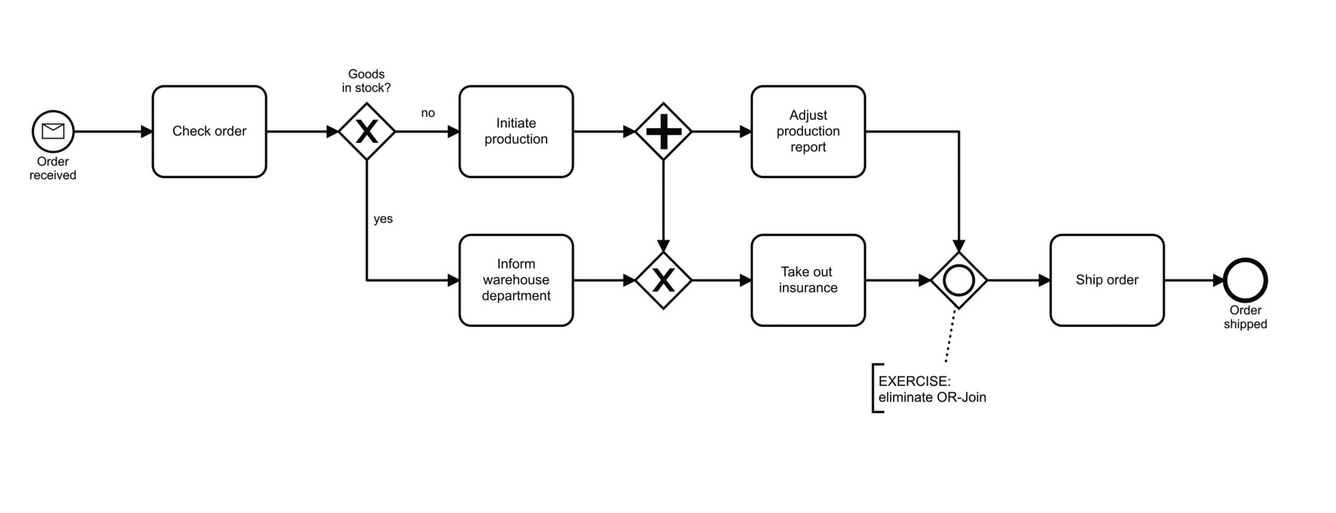 Order
received
Check order
Goods
in stock?
no
yes
Initiate
production
Inform
warehouse
department
X
X
Adjust
production
report
Take out
insurance
EXERCISE:
eliminate OR-Join
Ship order
Order
shipped